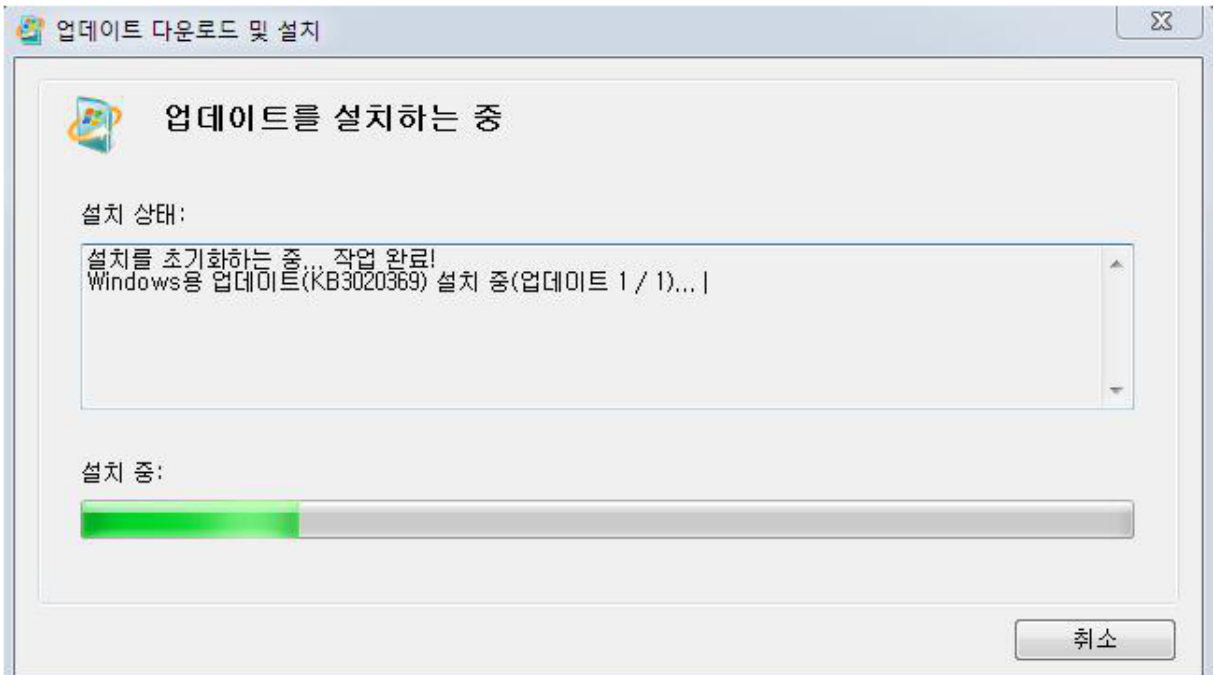 업데이트 다운로드 및 설치
업데이트를 설치하는 중
설치 상태:
설치를 초기화하는 중... 작업 완료!
Windows용 업데이트(KB3020369) 설치 중(업데이트 1 / 1)...
설치 중:
취소